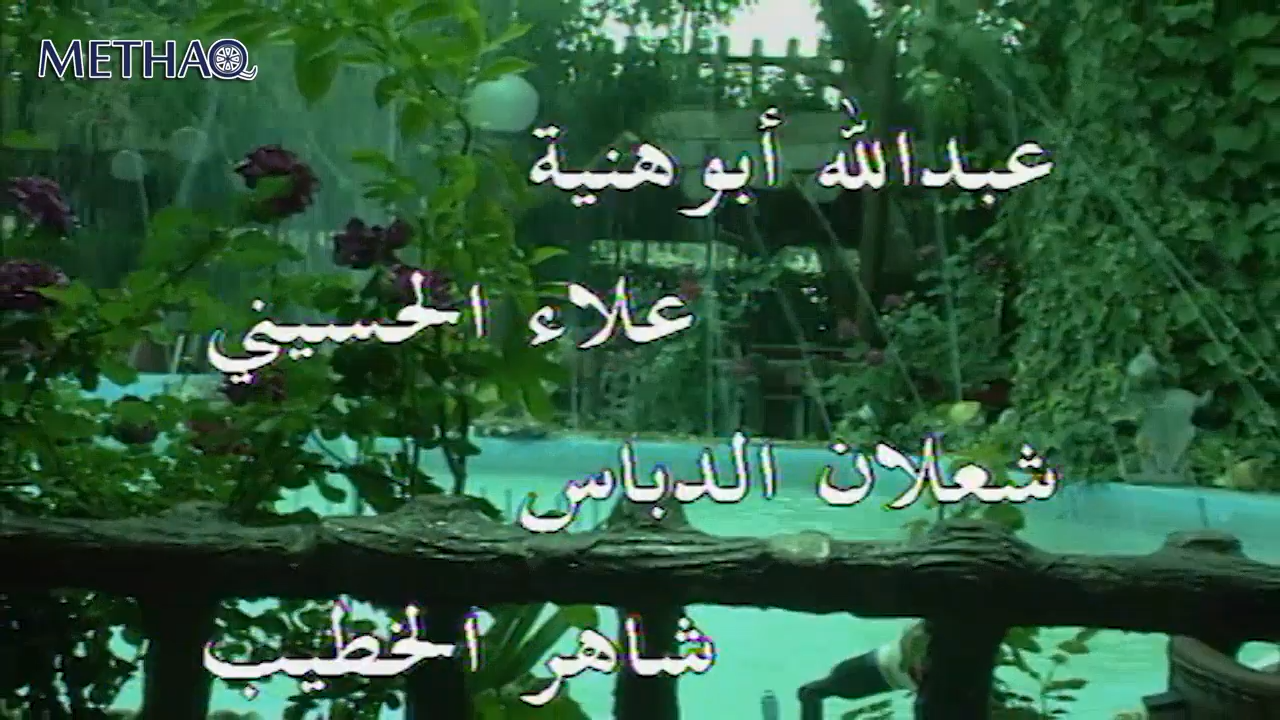 METHAQ
عبدالله أبوهنية
علاء الحسيني
شعلان الدباس
شاهر الخطيب